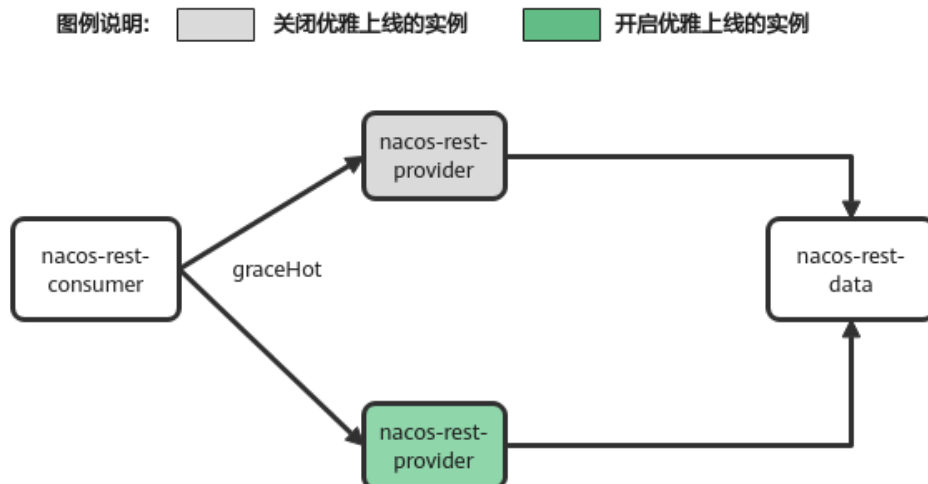 图例说明: 关闭优雅上线的实例 开启优雅上线的实例
nacos-rest-
provider
nacos-rest-
consumer
graceHot
nacos-rest-
data
nacos-rest-
provider